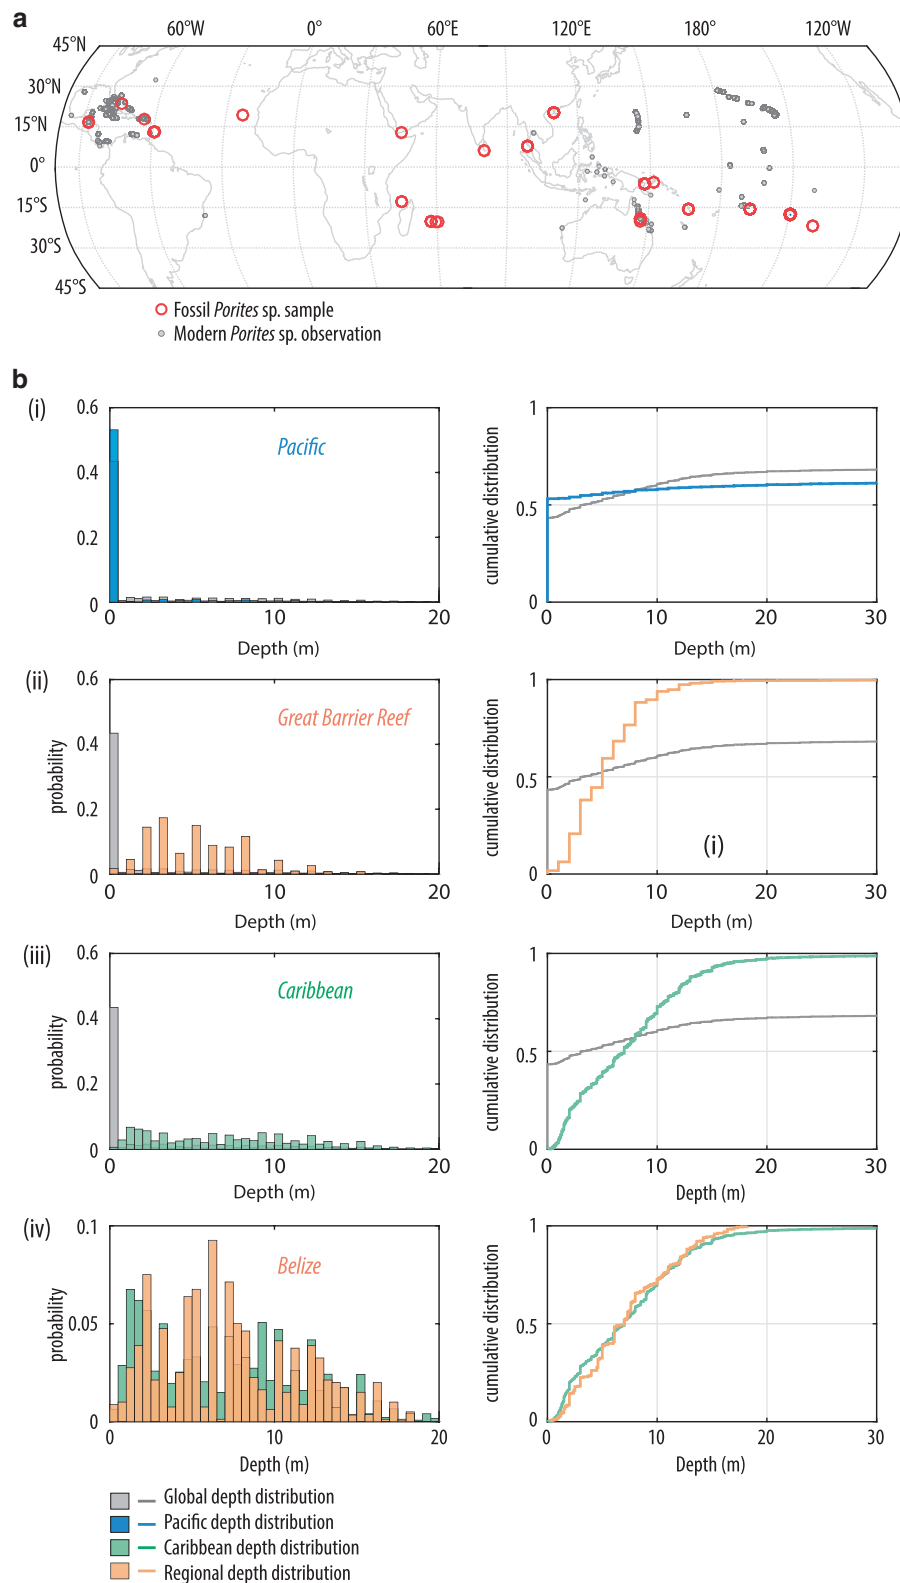 a
60°W 0° 60°E 120°E 180° 120°W
45°N
30°N
15°N
0°
15°S
30°S
45°S
Fossil Porites sp. sample
Modern Porites sp. observation
b
(i)
0.6
0.4
0.2
0
Pacific
0 10 20
Depth (m)
cumulative distribution
1
0.5
0
0 10 20 30
Depth (m)
(ii)
probability
0.6
0.4
0.2
0
Great Barrier Reef
0 10 20
Depth (m)
cumulative distribution
1
0.5
0
(i)
0 10 20 30
Depth (m)
(iii)
probability
0.6
0.4
0.2
0
Caribbean
0 10 20
Depth (m)
cumulative distribution
1
0.5
0
0 10 20 30
Depth (m)
(iv)
probability
0.1
0.05
0
Belize
0 10 20
Depth (m)
cumulative distribution
1
0.5
0
0 10 20 30
Depth (m)
Global depth distribution
Pacific depth distribution
Caribbean depth distribution
Regional depth distribution